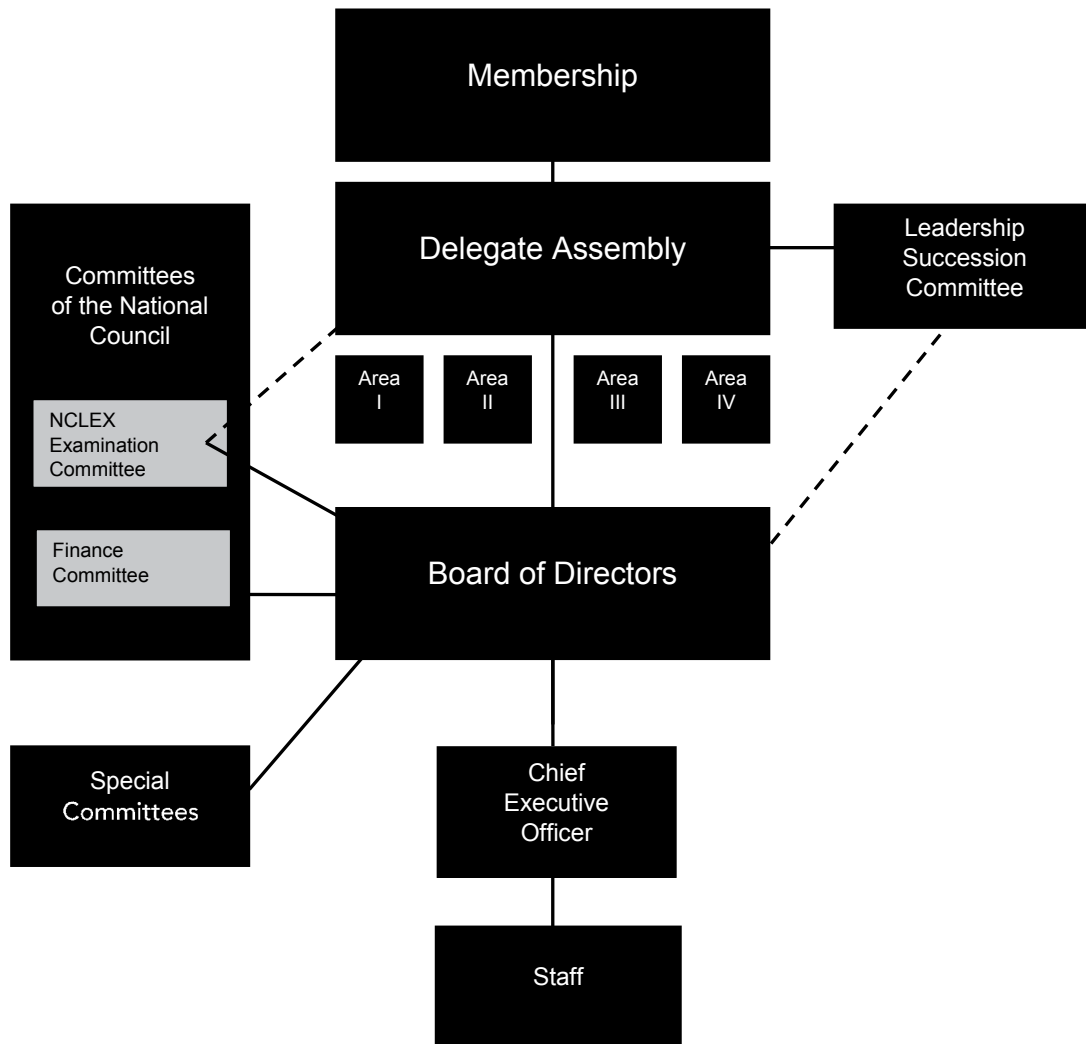 Membership
Delegate Assembly
Leadership
Succession
Committee
Committees
of the National
Council
Area
I
Area
II
Area
III
Area
IV
NCLEX
Examination
Committee
Finance
Committee
Board of Directors
Special
Committees
Chief
Executive
Officer
Staff